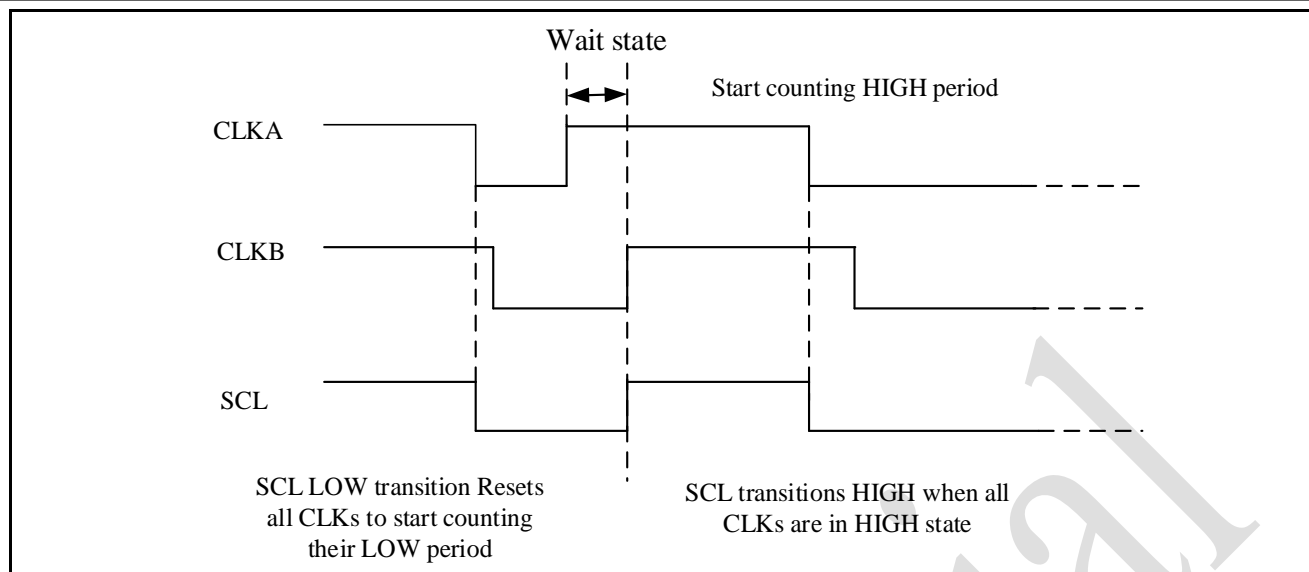 Wait state
Start counting HIGH period
CLKA
CLKB
SCL
SCL LOW transition Resets
all CLKs to start counting
their LOW period
SCL transitions HIGH when all
CLKs are in HIGH state